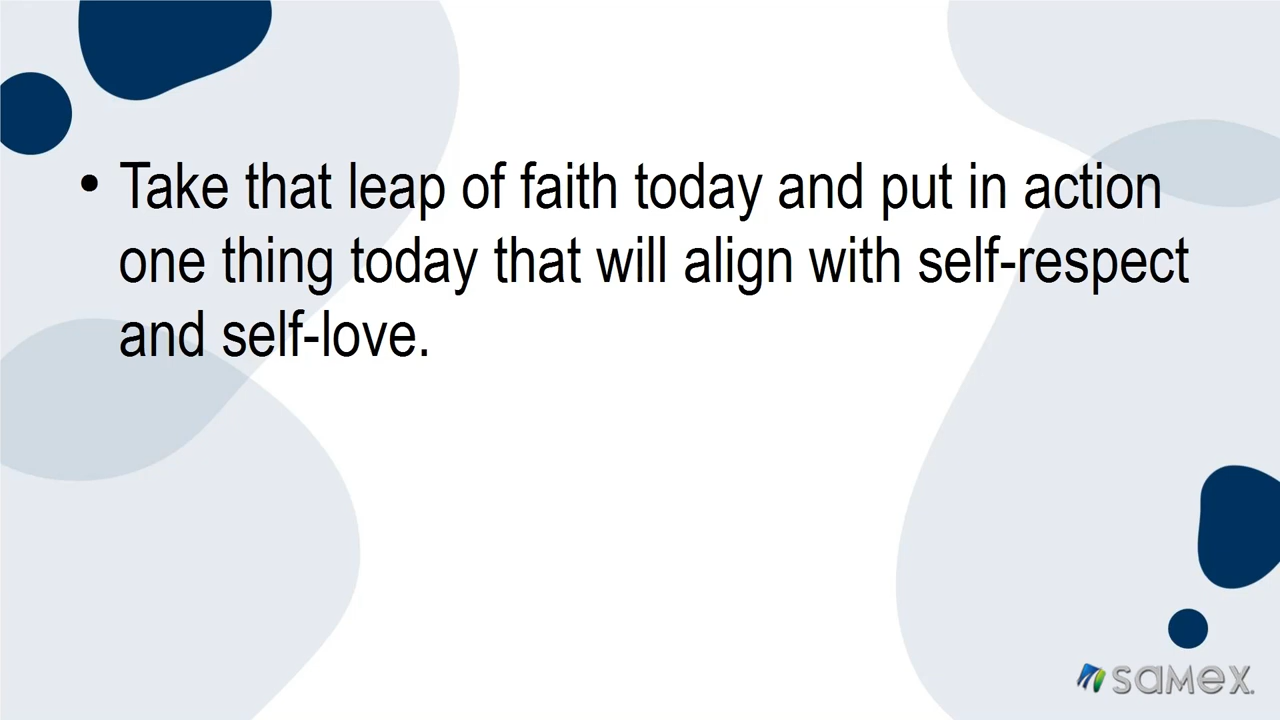 • Take that leap of faith today and put in action
one thing today that will align with self-respect
and self-love.
samex.